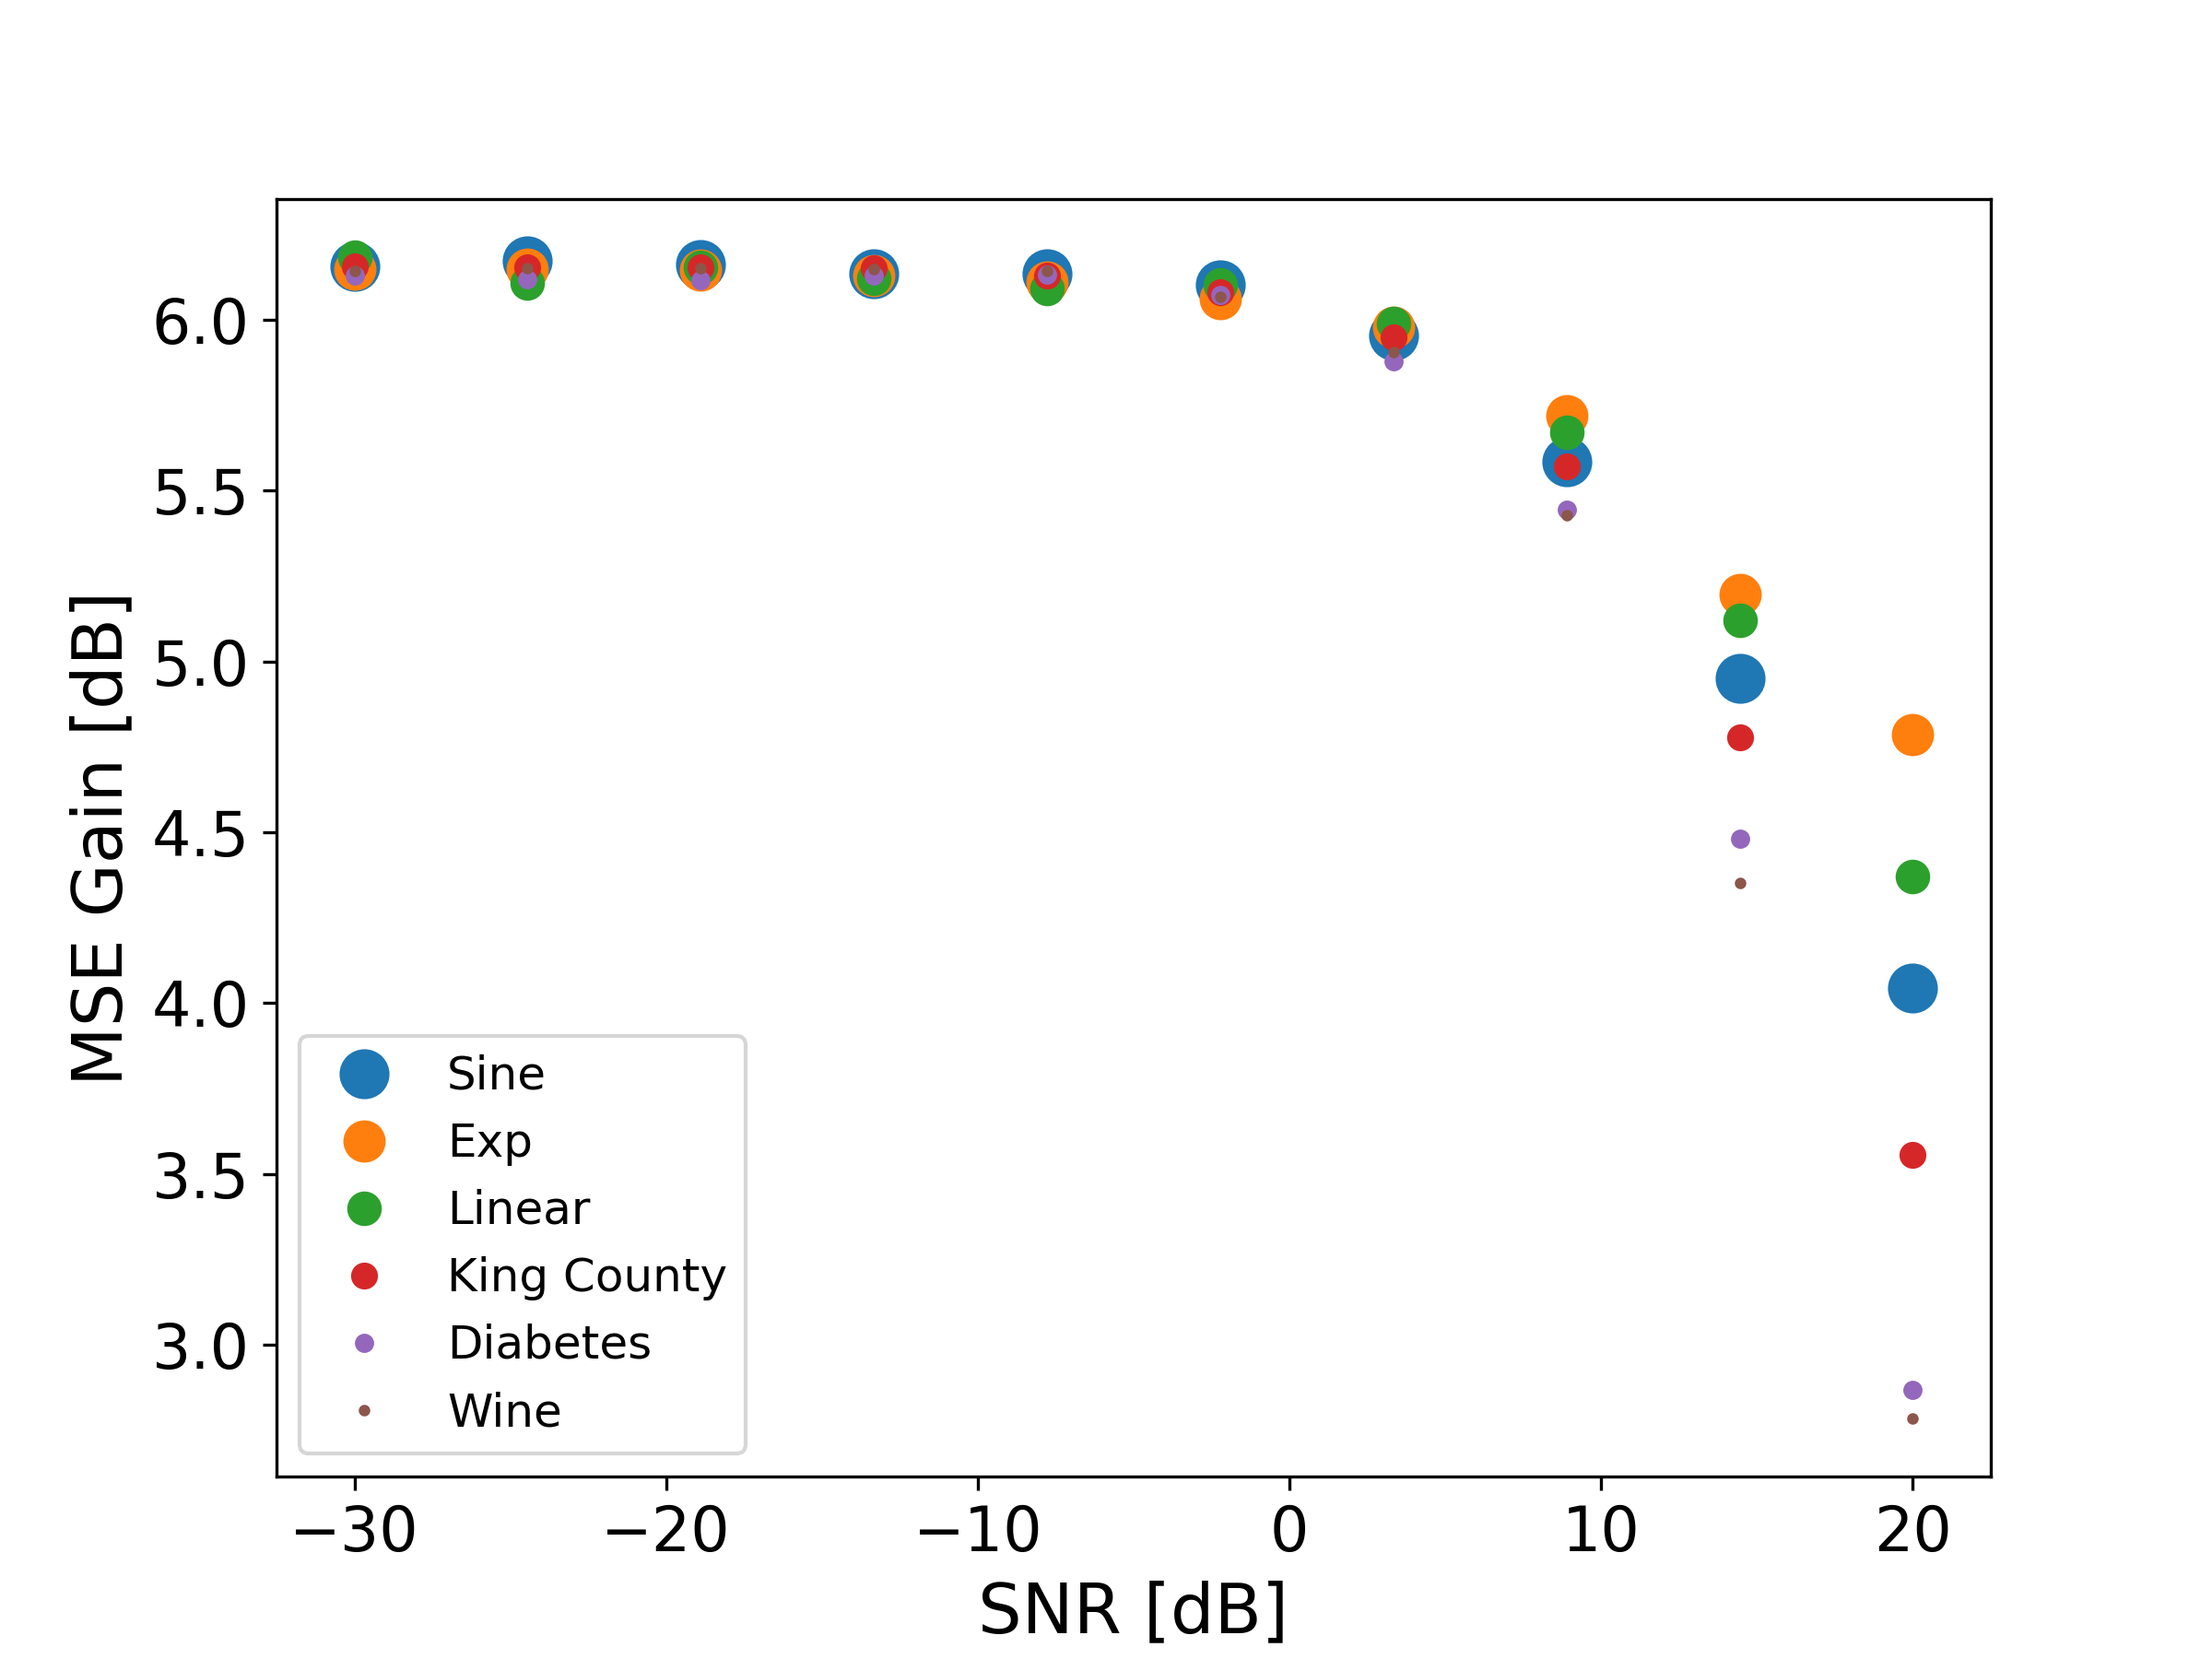 6.0
5.5
5.0
4.5
4.0
3.5
3.0
MSE Gain [dB]
Sine
Exp
Linear
King County
Diabetes
Wine
−30 −20 −10 0 10 20
SNR [dB]